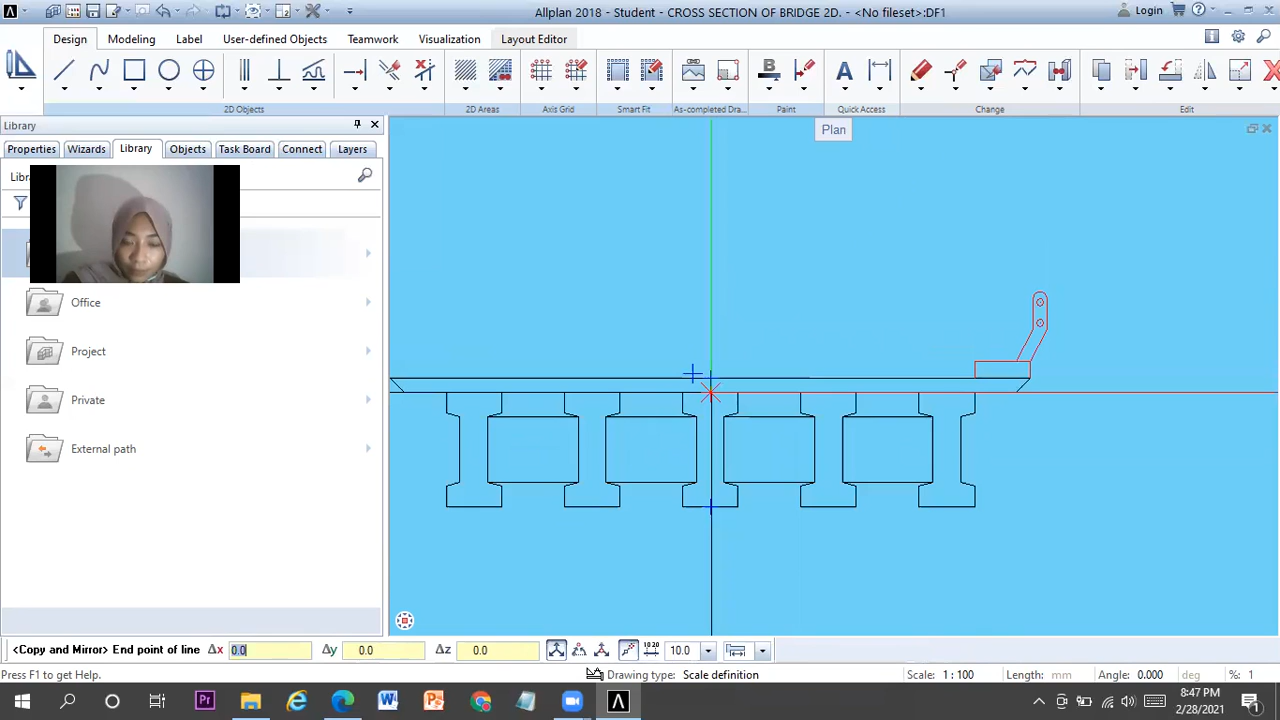 Allplan 2018 - Student - CROSS SECTION OF BRIDGE 2D. - <No fileset>:DF1
Login
Design
Modeling
Label
User-defined Objects
Teamwork
Visualization
Layout Editor
2D Objects
2D Areas
Axis Grid
Smart Fit
As-completed Dra...
Paint
Quick Access
Change
Edit
Library
Plan
Properties
Wizards
Library
Objects
Task Board
Connect
Layers
Office
Project
Private
External path
<Copy and Mirror> End point of line Δx 0.0 Δy 0.0 Δz 0.0 10.0
Press F1 to get Help.
Drawing type: Scale definition
Scale: 1 : 100
Length: mm
Angle: 0.000 deg
%: 1
8:47 PM
2/28/2021